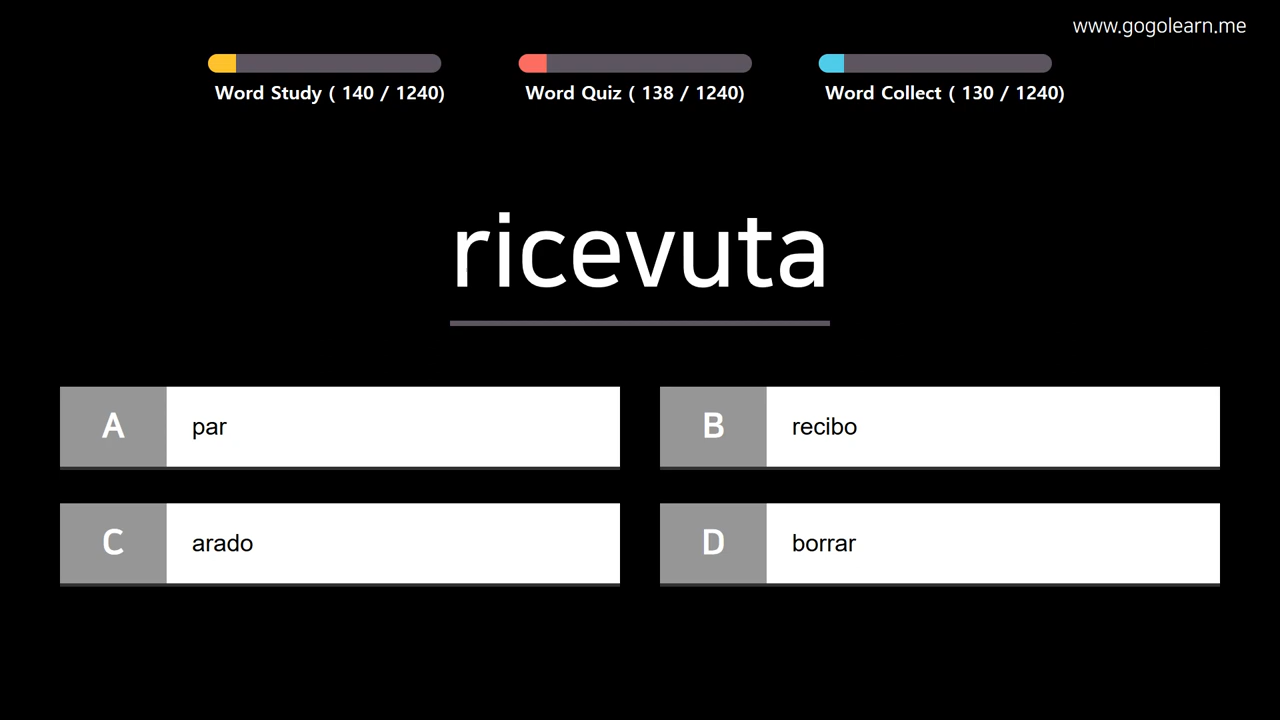 www.gogolearn.me
Word Study ( 140 / 1240)
Word Quiz ( 138 / 1240)
Word Collect ( 130 / 1240)
ricevuta
A par
B recibo
C arado
D borrar